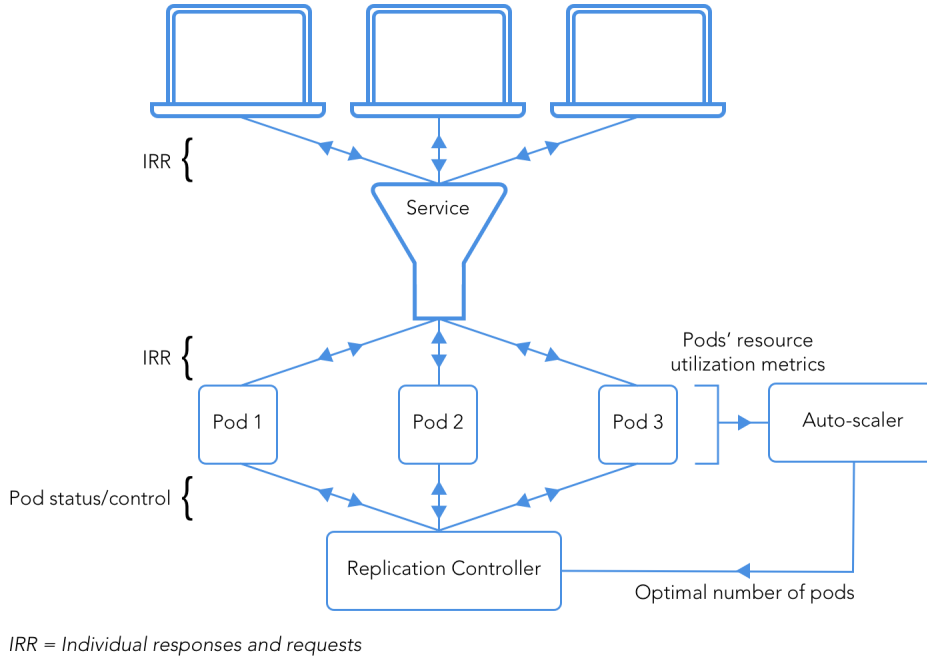 IRR
Service
IRR
Pods’ resource
utilization metrics
Pod 1
Pod 2
Pod 3
Auto-scaler
Pod status/control
Replication Controller
Optimal number of pods
IRR = Individual responses and requests